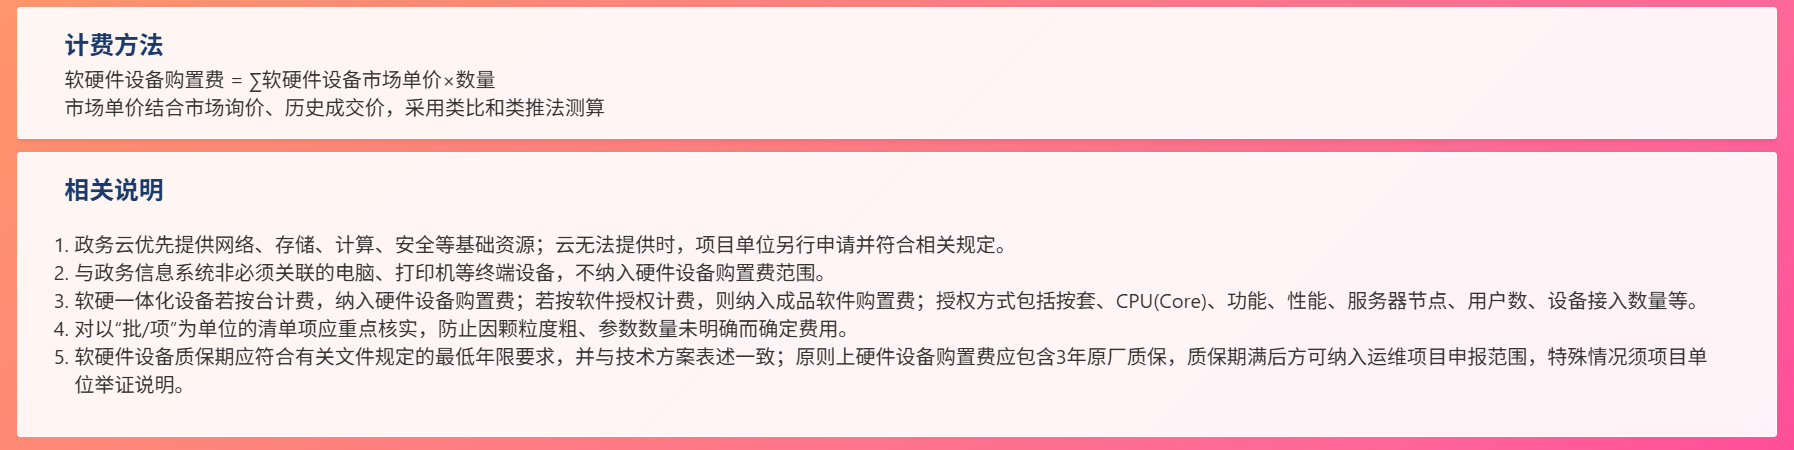 计费方法
软硬件设备购置费 = ∑软硬件设备市场单价×数量
市场单价结合市场询价、历史成交价，采用类比和类推法测算
相关说明
1. 政务云优先提供网络、存储、计算、安全等基础资源；云无法提供时，项目单位另行申请并符合相关规定。
2. 与政务信息系统非必须关联的电脑、打印机等终端设备，不纳入硬件设备购置费范围。
3. 软硬一体化设备若按台计费，纳入硬件设备购置费；若按软件授权计费，则纳入成品软件购置费；授权方式包括按套、CPU(Core)、功能、性能、服务器节点、用户数、设备接入数量等。
4. 对以“批/项”为单位的清单项应重点核实，防止因颗粒度粗、参数数量未明确而确定费用。
5. 软硬件设备质保期应符合有关文件规定的最低年限要求，并与技术方案表述一致；原则上硬件设备购置费应包含3年原厂质保，质保期满后方可纳入运维项目申报范围，特殊情况须项目单
位举证说明。